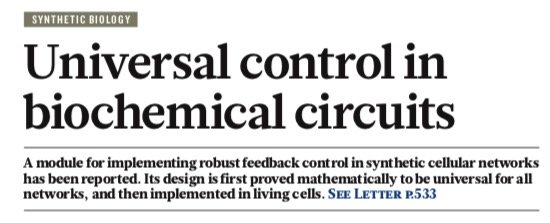 SYNTHETIC BIOLOGY
Universal control in
biochemical circuits
A module for implementing robust feedback control in synthetic cellular networks
has been reported. Its design is first proved mathematically to be universal for all
networks, and then implemented in living cells. SEE LETTER P.533